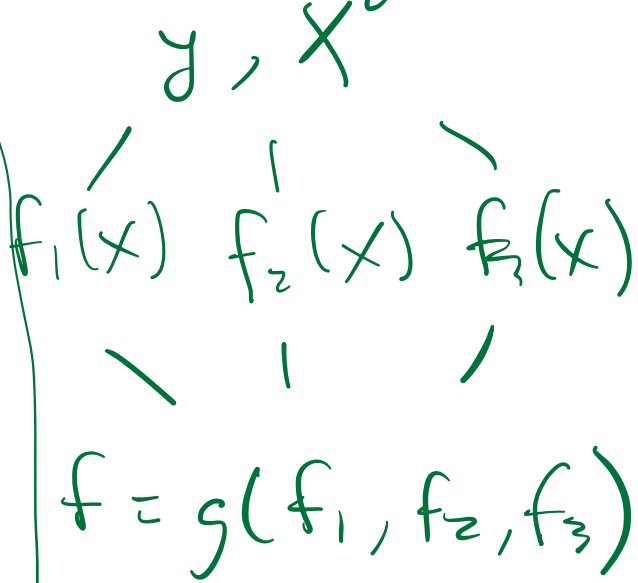 y, X
f₁(x) f₂(x) f₃(x)
f = g(f₁, f₂, f₃)